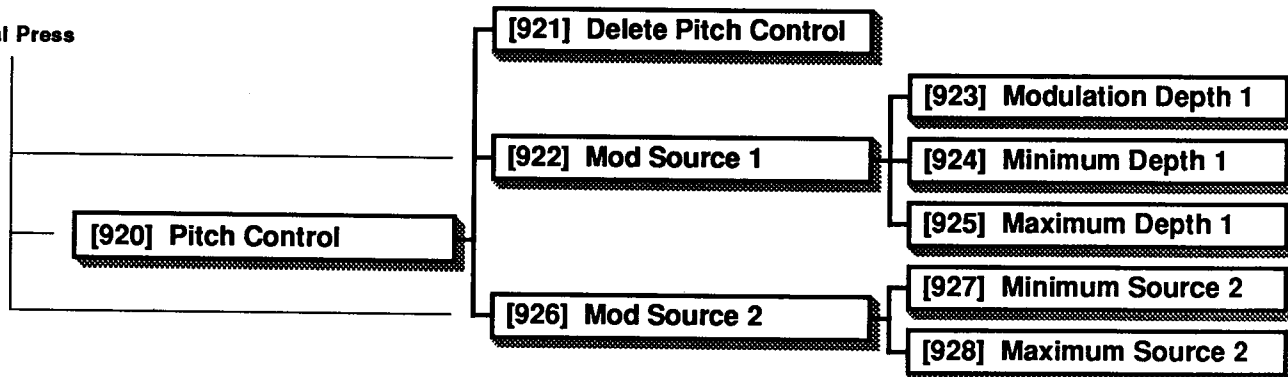 Press
[921] Delete Pitch Control
[922] Mod Source 1
[923] Modulation Depth 1
[924] Minimum Depth 1
[925] Maximum Depth 1
[920] Pitch Control
[926] Mod Source 2
[927] Minimum Source 2
[928] Maximum Source 2